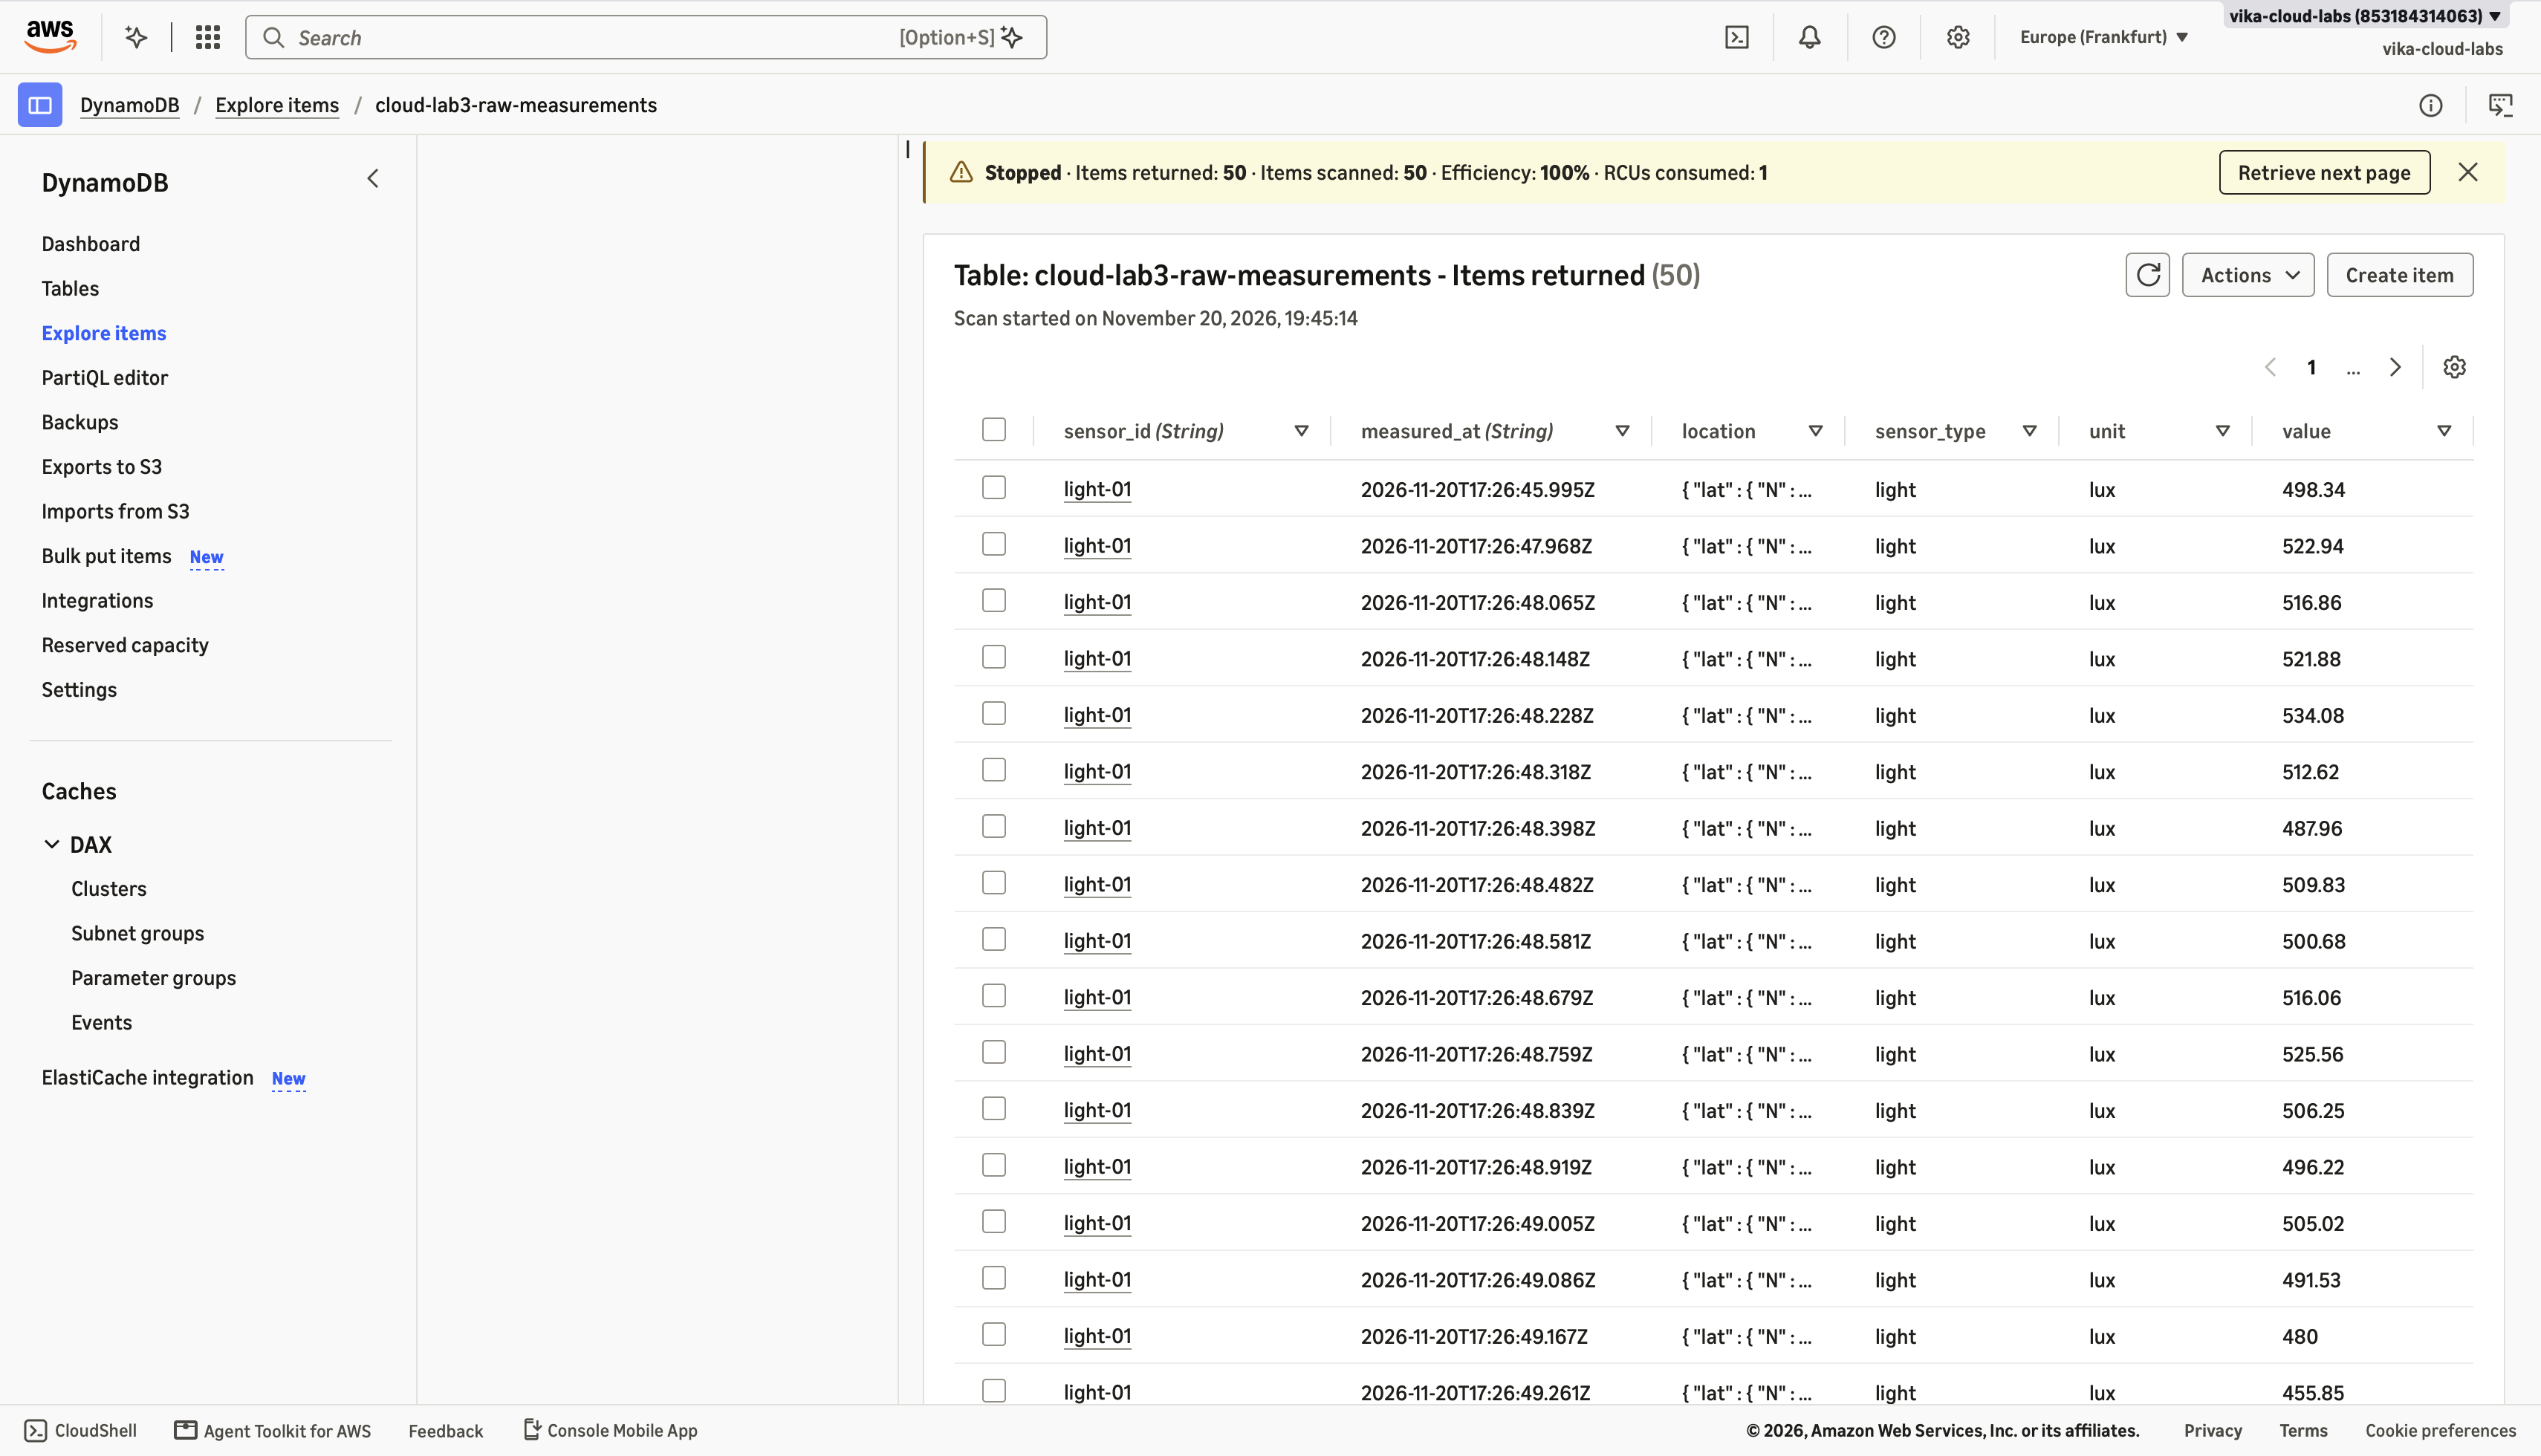 aws
Search [Option+S]
Europe (Frankfurt)
vika-cloud-labs (853184314063)
vika-cloud-labs
DynamoDB / Explore items / cloud-lab3-raw-measurements
DynamoDB
Dashboard
Tables
Explore items
PartiQL editor
Backups
Exports to S3
Imports from S3
Bulk put items New
Integrations
Reserved capacity
Settings
Caches
DAX
Clusters
Subnet groups
Parameter groups
Events
ElastiCache integration New
Stopped · Items returned: 50 · Items scanned: 50 · Efficiency: 100% · RCUs consumed: 1
Retrieve next page
Table: cloud-lab3-raw-measurements - Items returned (50)
Actions
Create item
Scan started on November 20, 2026, 19:45:14
1 ...
sensor_id (String) measured_at (String) location sensor_type unit value
light-01 2026-11-20T17:26:45.995Z { "lat" : { "N" : ... light lux 498.34
light-01 2026-11-20T17:26:47.968Z { "lat" : { "N" : ... light lux 522.94
light-01 2026-11-20T17:26:48.065Z { "lat" : { "N" : ... light lux 516.86
light-01 2026-11-20T17:26:48.148Z { "lat" : { "N" : ... light lux 521.88
light-01 2026-11-20T17:26:48.228Z { "lat" : { "N" : ... light lux 534.08
light-01 2026-11-20T17:26:48.318Z { "lat" : { "N" : ... light lux 512.62
light-01 2026-11-20T17:26:48.398Z { "lat" : { "N" : ... light lux 487.96
light-01 2026-11-20T17:26:48.482Z { "lat" : { "N" : ... light lux 509.83
light-01 2026-11-20T17:26:48.581Z { "lat" : { "N" : ... light lux 500.68
light-01 2026-11-20T17:26:48.679Z { "lat" : { "N" : ... light lux 516.06
light-01 2026-11-20T17:26:48.759Z { "lat" : { "N" : ... light lux 525.56
light-01 2026-11-20T17:26:48.839Z { "lat" : { "N" : ... light lux 506.25
light-01 2026-11-20T17:26:48.919Z { "lat" : { "N" : ... light lux 496.22
light-01 2026-11-20T17:26:49.005Z { "lat" : { "N" : ... light lux 505.02
light-01 2026-11-20T17:26:49.086Z { "lat" : { "N" : ... light lux 491.53
light-01 2026-11-20T17:26:49.167Z { "lat" : { "N" : ... light lux 480
light-01 2026-11-20T17:26:49.261Z { "lat" : { "N" : ... light lux 455.85
CloudShell Agent Toolkit for AWS Feedback Console Mobile App © 2026, Amazon Web Services, Inc. or its affiliates. Privacy Terms Cookie preferences